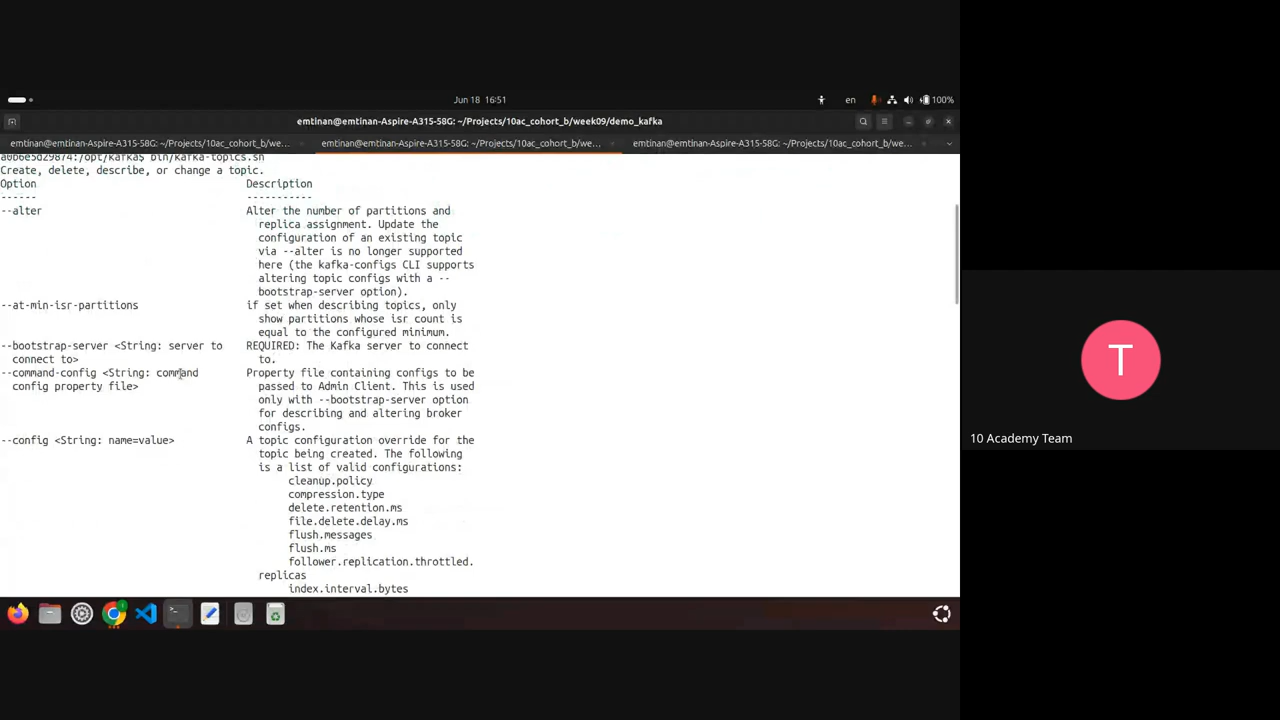 Jun 18 16:51
en
100%
emtinan@emtinan-Aspire-A315-58G: ~/Projects/10ac_cohort_b/week09/demo_kafka
emtinan@emtinan-Aspire-A315-58G: ~/Projects/10ac_cohort_b/we...
emtinan@emtinan-Aspire-A315-58G: ~/Projects/10ac_cohort_b/we...
emtinan@emtinan-Aspire-A315-58G: ~/Projects/10ac_cohort_b/we...
a0b6e5d29874:/opt/kafka$ bin/kafka-topics.sh
Create, delete, describe, or change a topic.
Option Description
------ -----------
--alter Alter the number of partitions and
replica assignment. Update the
configuration of an existing topic
via --alter is no longer supported
here (the kafka-configs CLI supports
altering topic configs with a --
bootstrap-server option).
--at-min-isr-partitions if set when describing topics, only
show partitions whose isr count is
equal to the configured minimum.
--bootstrap-server <String: server to REQUIRED: The Kafka server to connect
connect to> to.
--command-config <String: command Property file containing configs to be
config property file> passed to Admin Client. This is used
only with --bootstrap-server option
for describing and altering broker
configs.
--config <String: name=value> A topic configuration override for the
topic being created. The following
is a list of valid configurations:
cleanup.policy
compression.type
delete.retention.ms
file.delete.delay.ms
flush.messages
flush.ms
follower.replication.throttled.
replicas
index.interval.bytes
T
10 Academy Team